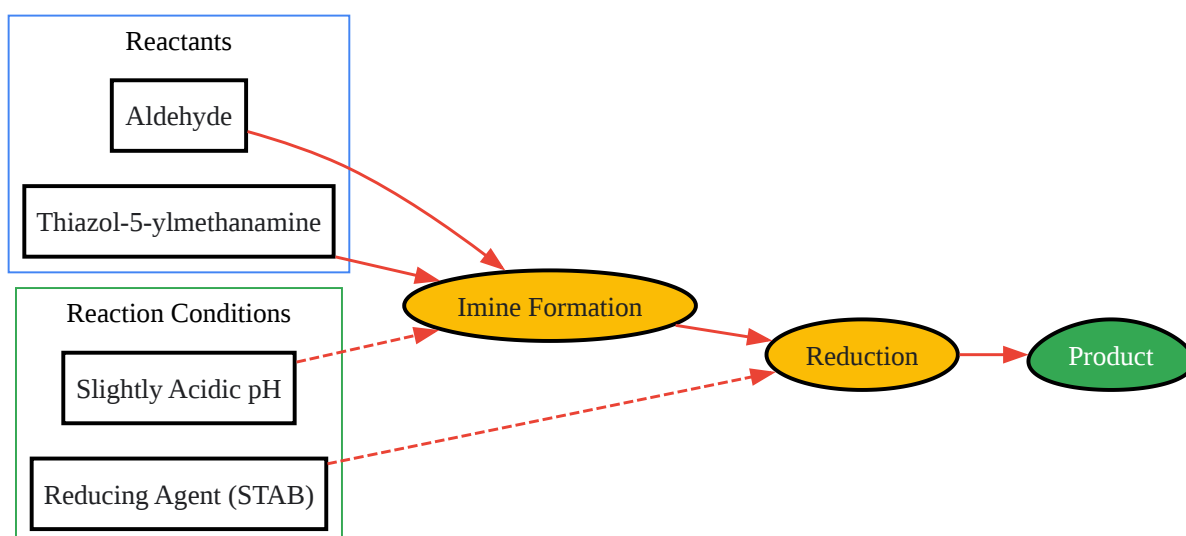 Reactants
Aldehyde
Thiazol-5-ylmethanamine
Reaction Conditions
Slightly Acidic pH
Reducing Agent (STAB)
Imine Formation
Reduction
Product